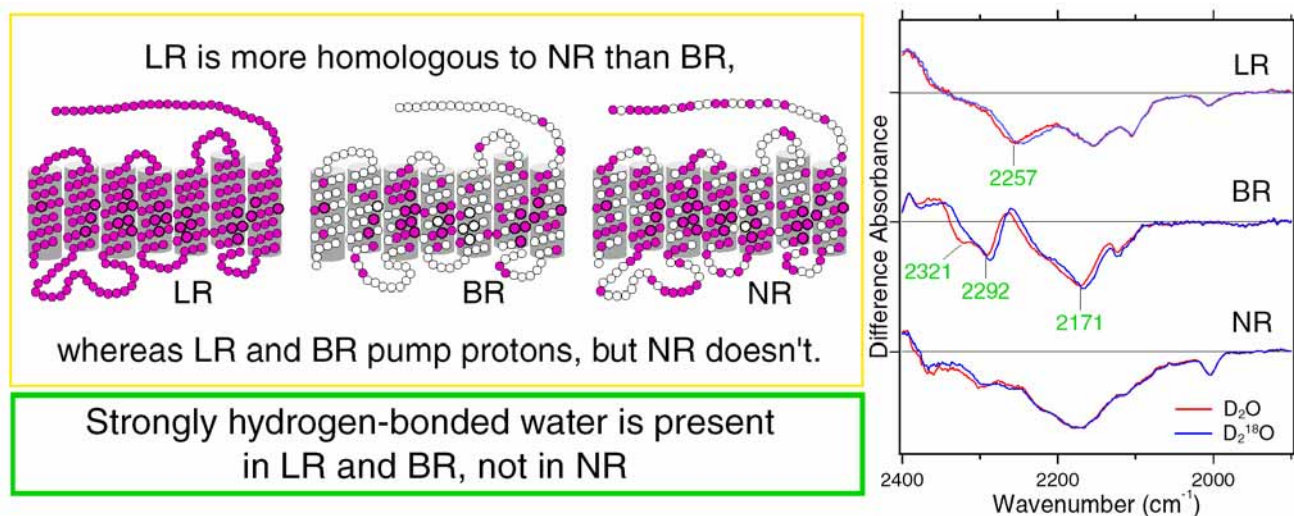 LR is more homologous to NR than BR,
LR
BR
NR
whereas LR and BR pump protons, but NR doesn't.
Strongly hydrogen-bonded water is present
in LR and BR, not in NR
Difference Absorbance
LR
2257
BR
2321
2292
2171
NR
D₂O
D₂¹⁸O
2400
2200
2000
Wavenumber (cm⁻¹)